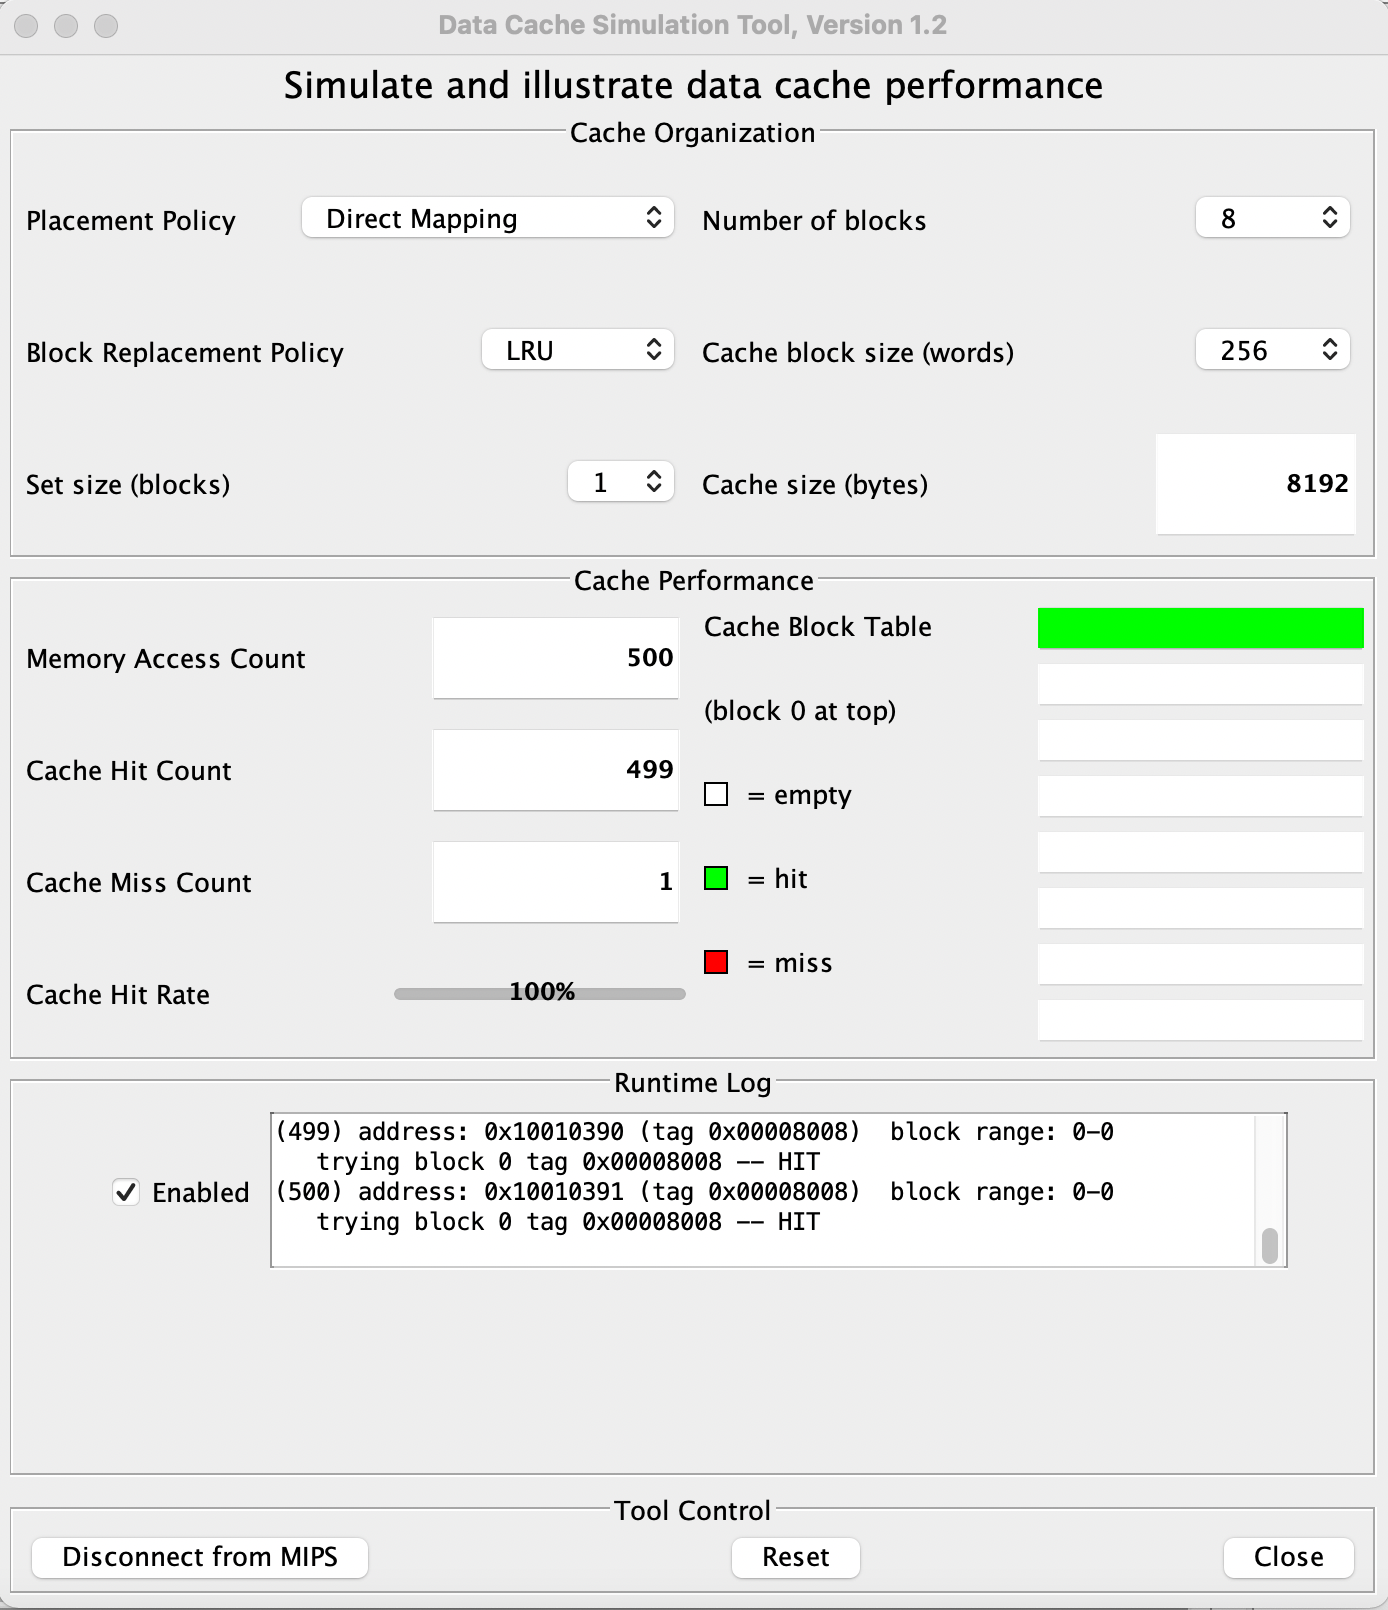 Data Cache Simulation Tool, Version 1.2
Simulate and illustrate data cache performance
Cache Organization
Placement Policy Direct Mapping Number of blocks 8
Block Replacement Policy LRU Cache block size (words) 256
Set size (blocks) 1 Cache size (bytes) 8192
Cache Performance
Memory Access Count 500
Cache Hit Count 499
Cache Miss Count 1
Cache Hit Rate 100%
Cache Block Table
(block 0 at top)
= empty
= hit
= miss
Runtime Log
Enabled
(499) address: 0x10010390 (tag 0x00008008) block range: 0-0
trying block 0 tag 0x00008008 -- HIT
(500) address: 0x10010391 (tag 0x00008008) block range: 0-0
trying block 0 tag 0x00008008 -- HIT
Tool Control
Disconnect from MIPS Reset Close